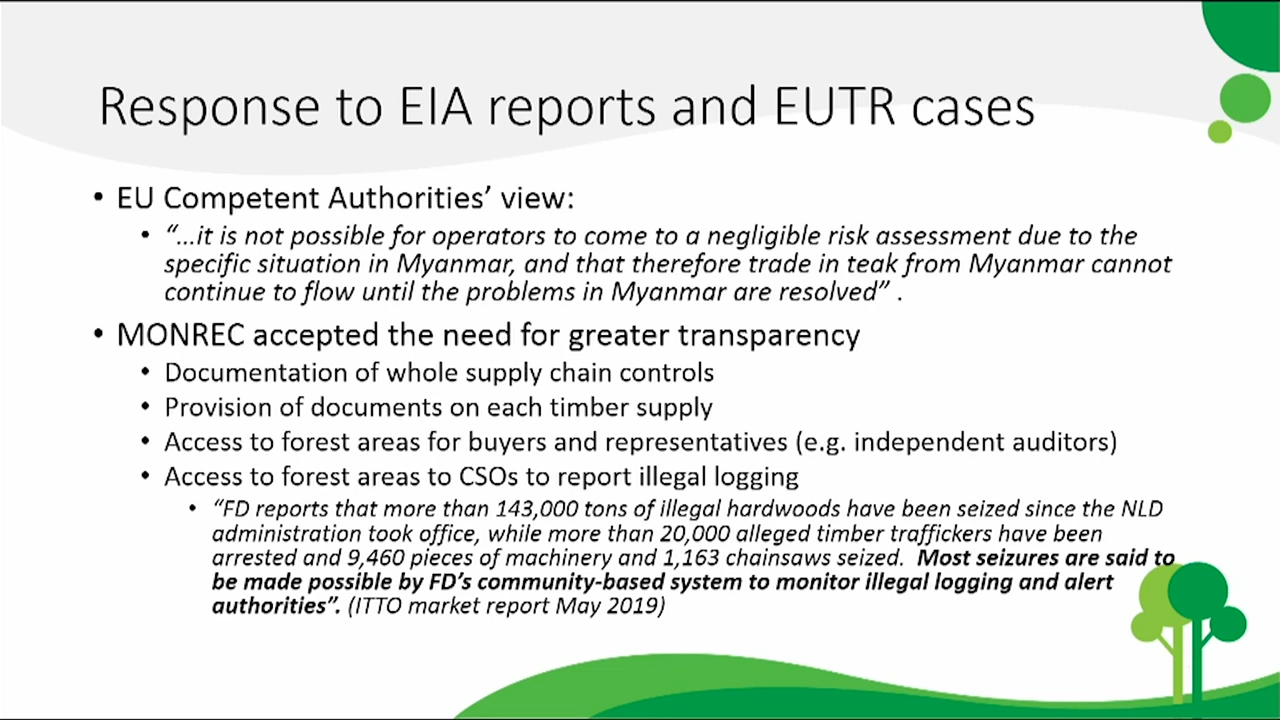 Response to EIA reports and EUTR cases
• EU Competent Authorities’ view:
• “…it is not possible for operators to come to a negligible risk assessment due to the
specific situation in Myanmar, and that therefore trade in teak from Myanmar cannot
continue to flow until the problems in Myanmar are resolved” .
• MONREC accepted the need for greater transparency
• Documentation of whole supply chain controls
• Provision of documents on each timber supply
• Access to forest areas for buyers and representatives (e.g. independent auditors)
• Access to forest areas to CSOs to report illegal logging
• “FD reports that more than 143,000 tons of illegal hardwoods have been seized since the NLD
administration took office, while more than 20,000 alleged timber traffickers have been
arrested and 9,460 pieces of machinery and 1,163 chainsaws seized.  Most seizures are said to
be made possible by FD’s community-based system to monitor illegal logging and alert
authorities”. (ITTO market report May 2019)